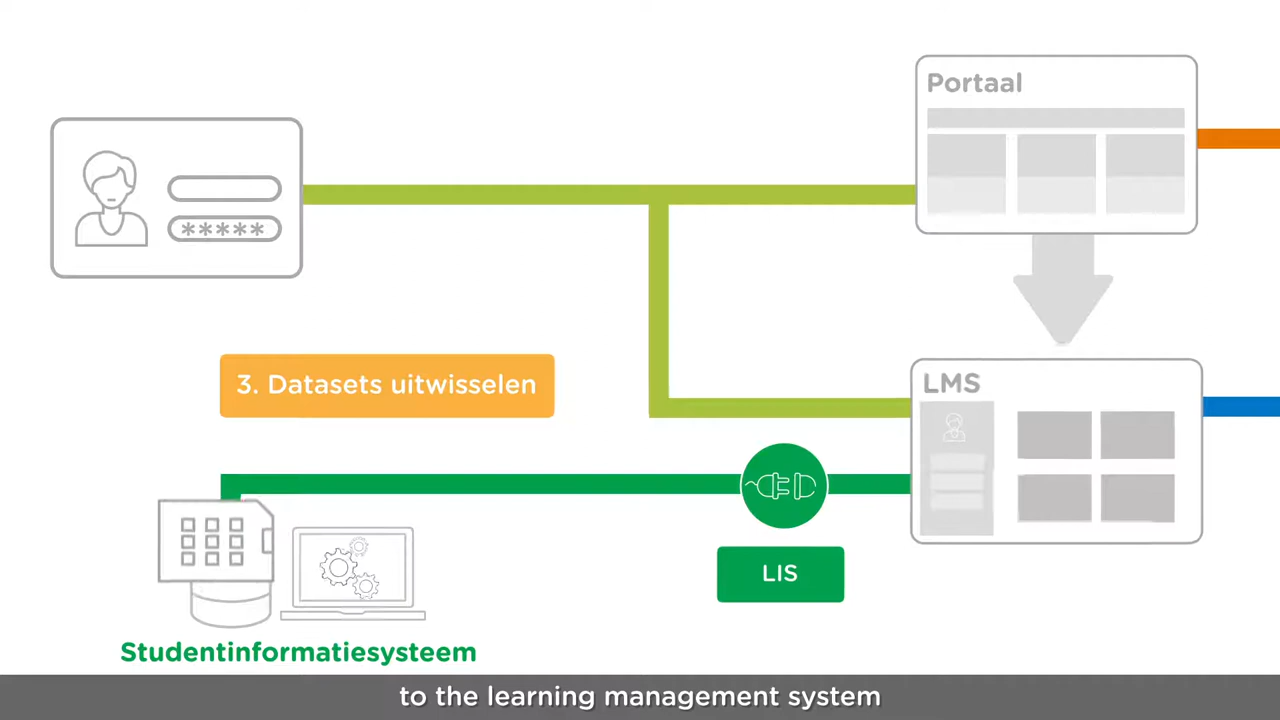 Portaal
*****
3. Datasets uitwisselen
LMS
LIS
Studentinformatiesysteem
to the learning management system